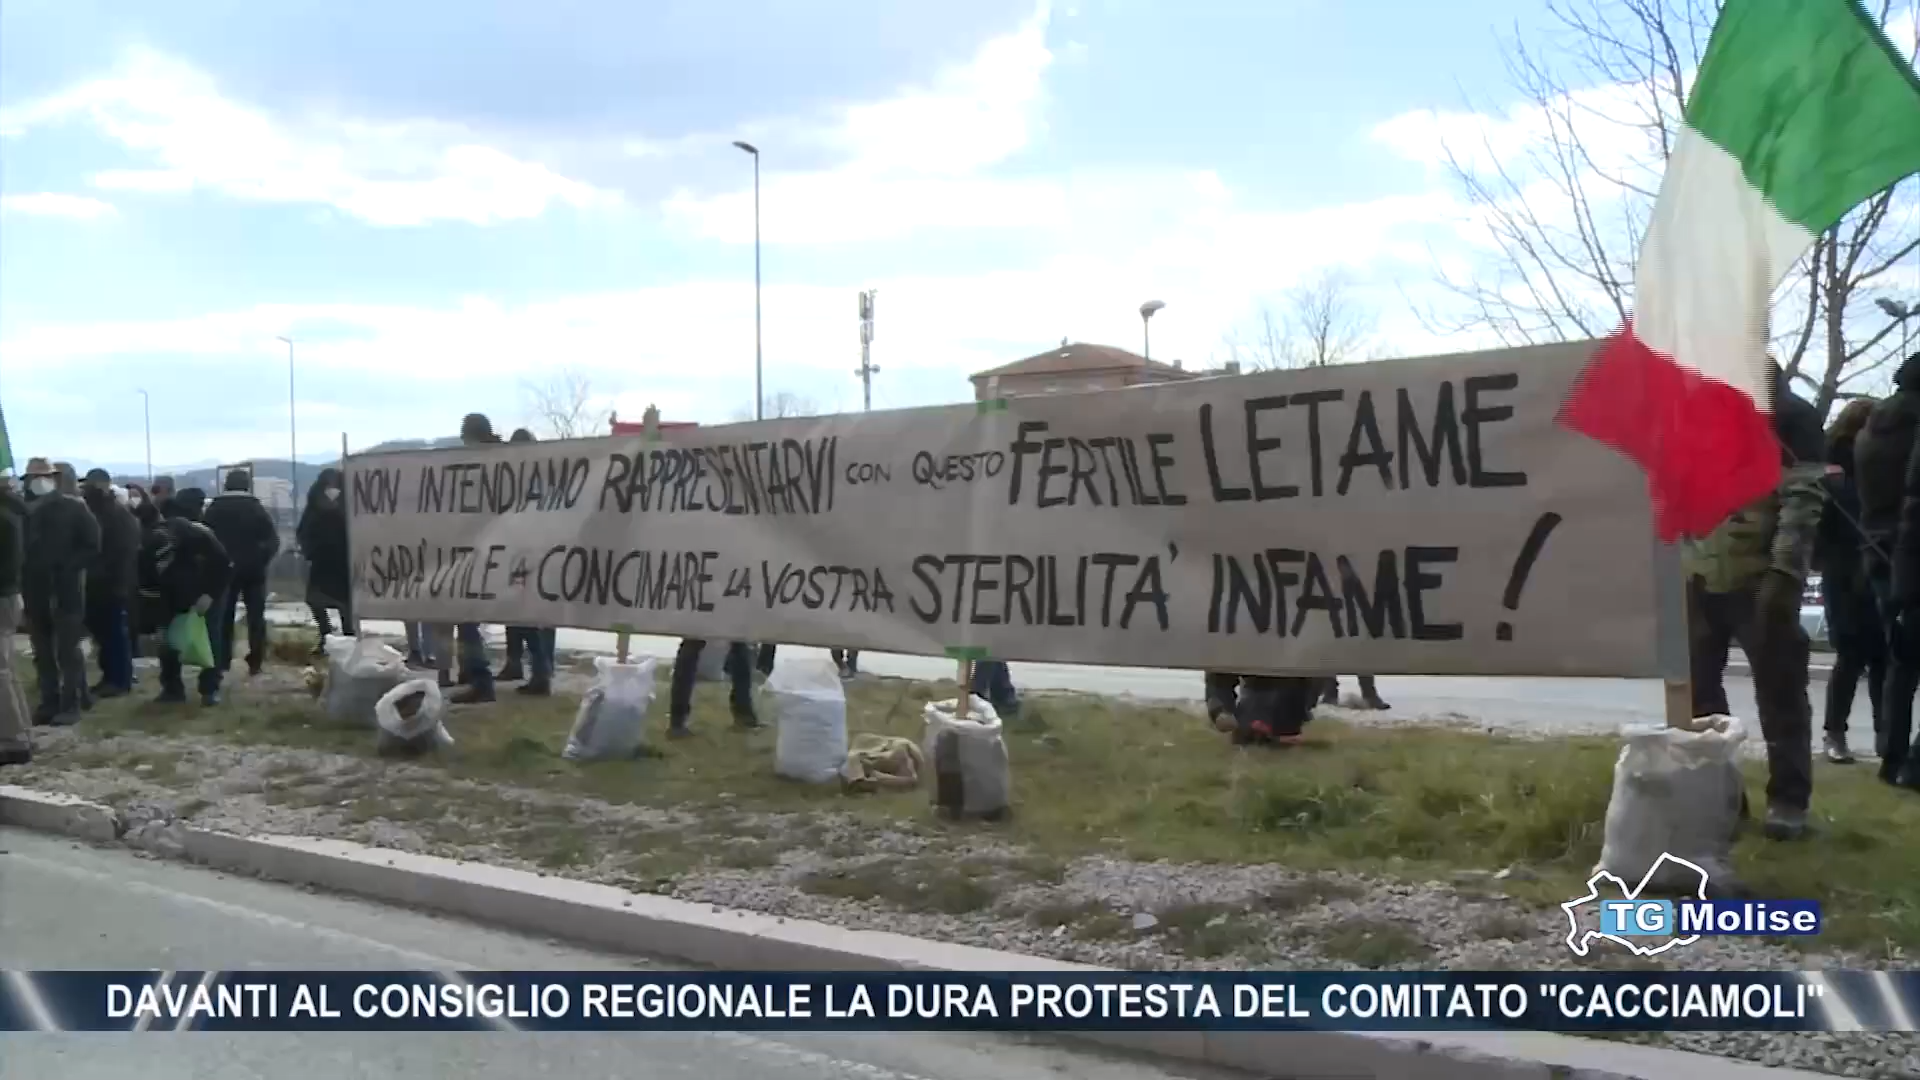 NON INTENDIAMO RAPPRESENTARVI CON QUESTO FERTILE LETAME
SARÀ UTILE A CONCIMARE LA VOSTRA STERILITA' INFAME!
TG Molise
DAVANTI AL CONSIGLIO REGIONALE LA DURA PROTESTA DEL COMITATO "CACCIAMOLI"